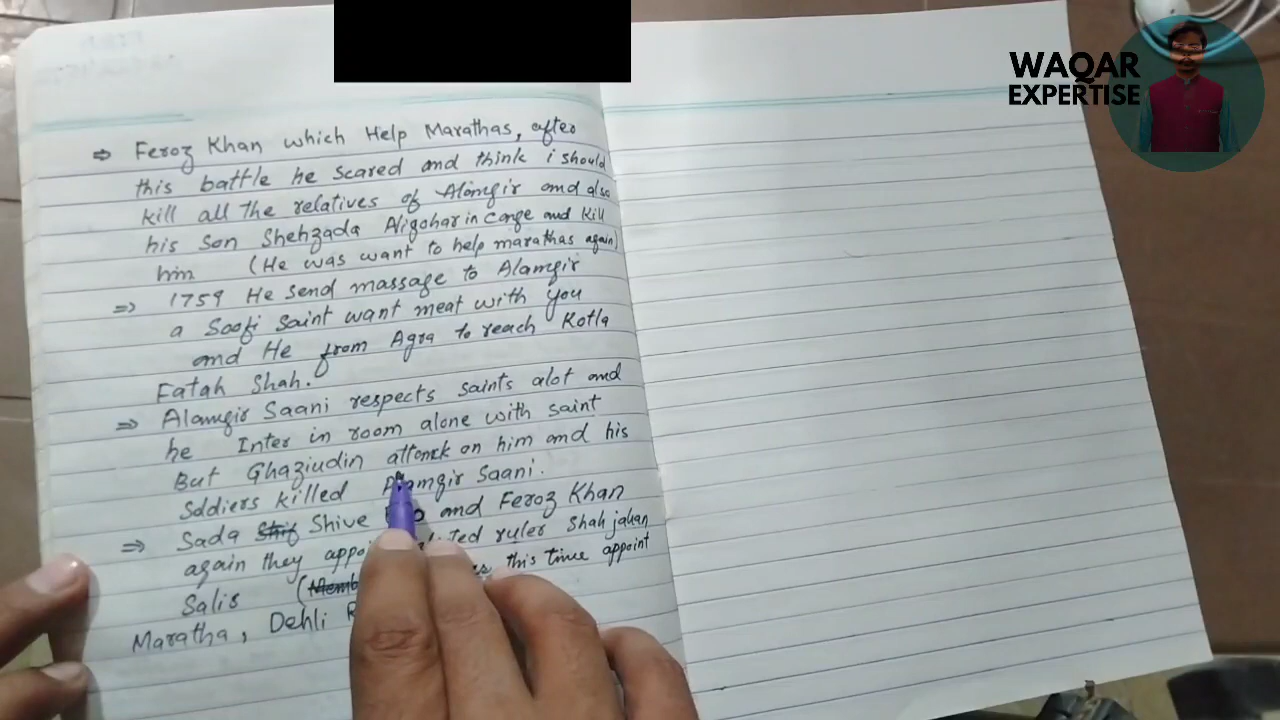 WAQAR
EXPERTISE
⇒ Feroz Khan which Help Marathas, after
this battle he scared and think i should
kill all the relatives of Alamgir and also
his Son Shehzada Aligohar in cange and Kill
him (He was want to help marathas again)
⇒ 1759 He send massage to Alamgir
a Soofi Saint want meat with you
and He from Agra to reach Kotla
Fatah Shah.
⇒ Alamgir Saani respects saints alot and
he Inter in room alone with saint
But Ghaziudin attack on him and his
Soldiers killed Alamgir Saani.
⇒ Sada Shive and Feroz Khan
again they ruler Shah jahan
Salis this time appoint
Maratha, Dehli